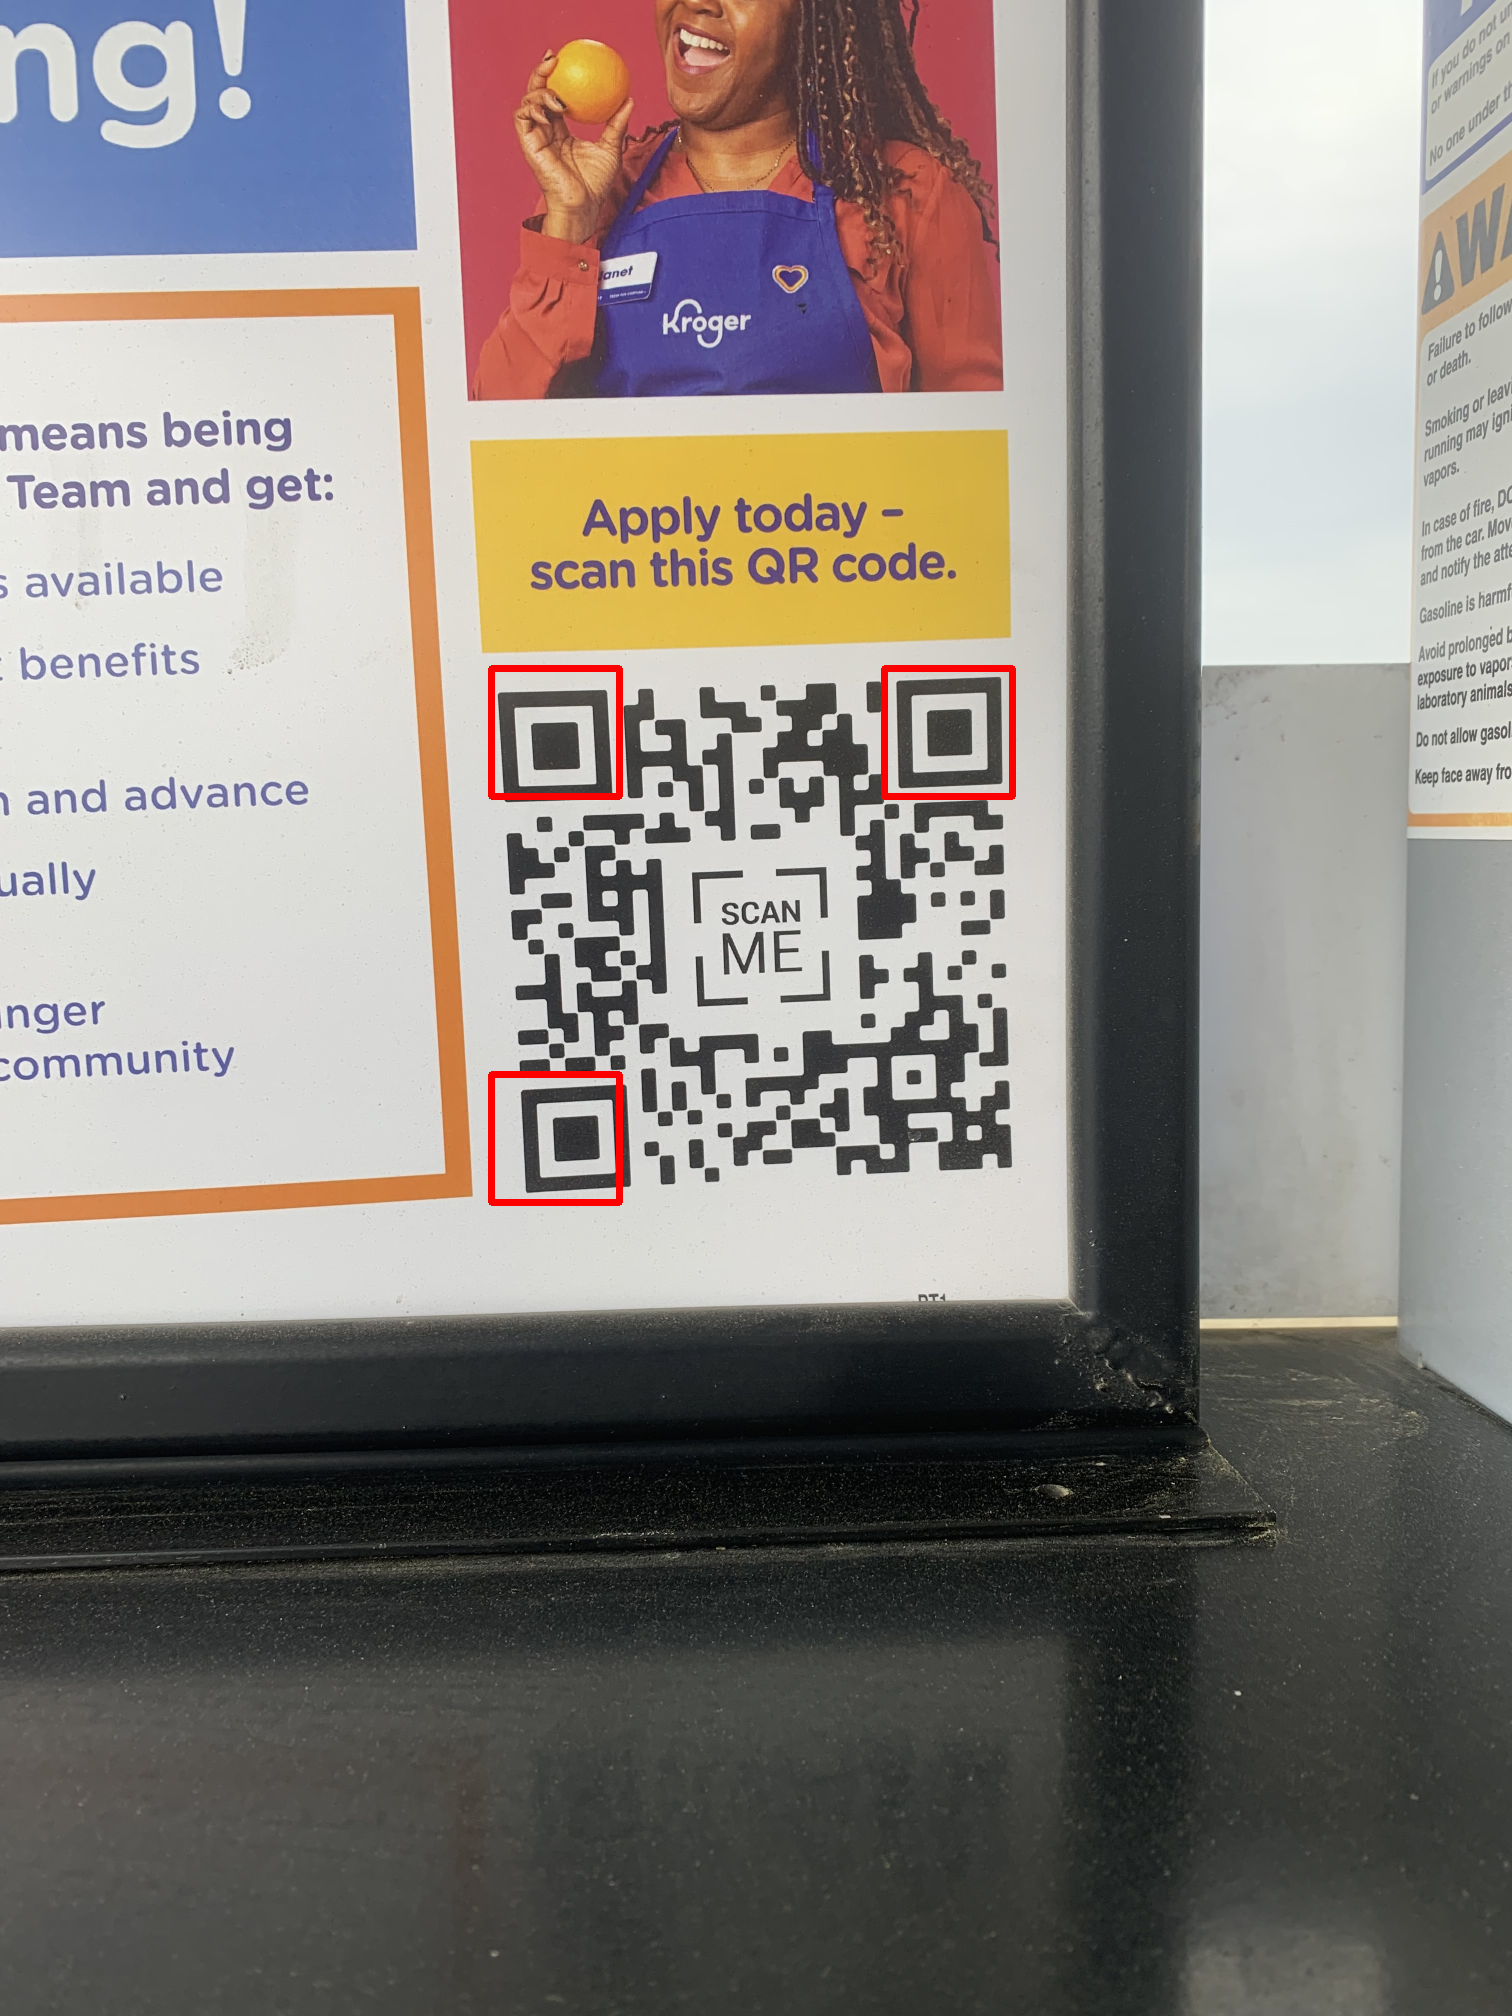 ng!
anet
Kroger
means being
Team and get:
s available
benefits
and advance
ually
nger
community
Apply today –
scan this QR code.
SCAN
ME
If you do not
or warnings on
No one under
WA
Failure to follow
or death.
Smoking or leav
running may igni
vapors.
In case of fire, DO
from the car. Mov
and notify the atte
Gasoline is harmf
Avoid prolonged b
exposure to vapor
laboratory animals
Do not allow gasol
Keep face away fro